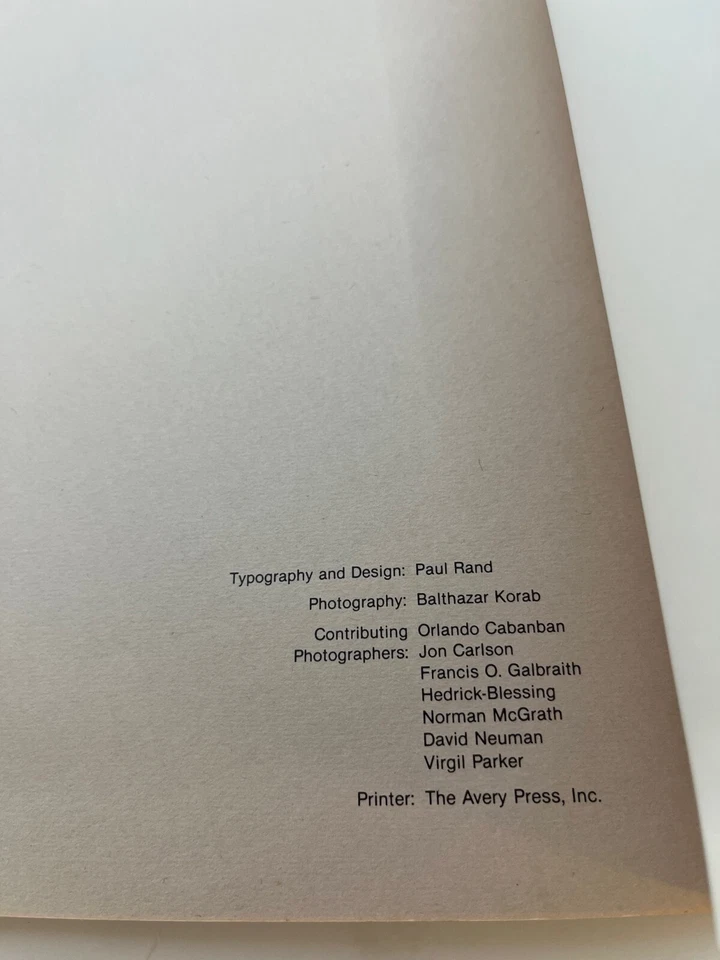 Typography and Design: Paul Rand
Photography: Balthazar Korab
Contributing Orlando Cabanban
Photographers: Jon Carlson
Francis O. Galbraith
Hedrick-Blessing
Norman McGrath
David Neuman
Virgil Parker
Printer: The Avery Press, Inc.